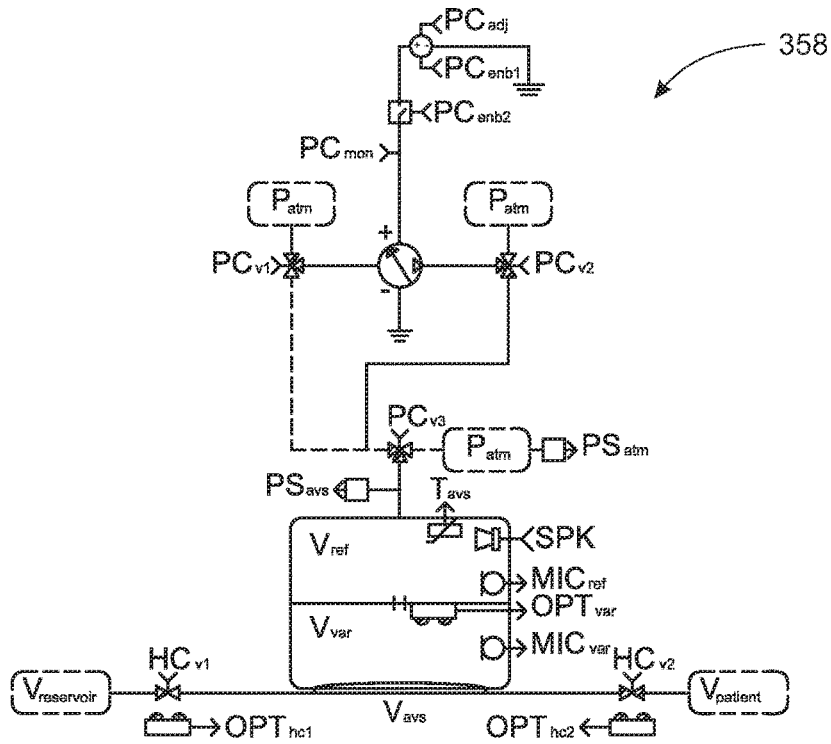 PCadj
358
PCenb1
PCenb2
PCmon
Patm Patm
+
PCv1 PCv2
-
PCv3
Patm PSatm
PSavs Tavs
Vref SPK
MICref
OPTvar
Vvar MICvar
HCv1 HCv2
Vreservoir Vpatient
Vavs
OPThc1 OPThc2